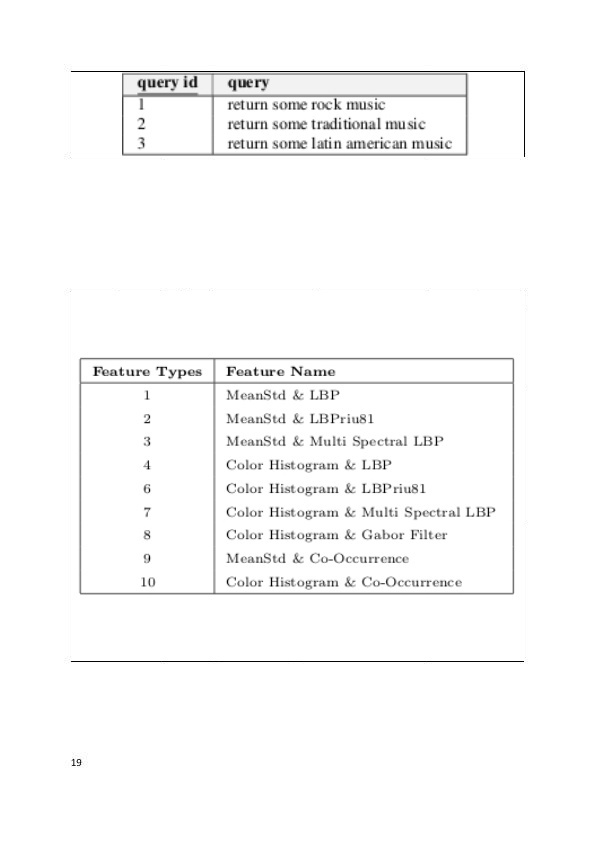 query id query
1 return some rock music
2 return some traditional music
3 return some latin american music
Feature Types Feature Name
1 MeanStd & LBP
2 MeanStd & LBPriu81
3 MeanStd & Multi Spectral LBP
4 Color Histogram & LBP
6 Color Histogram & LBPriu81
7 Color Histogram & Multi Spectral LBP
8 Color Histogram & Gabor Filter
9 MeanStd & Co-Occurrence
10 Color Histogram & Co-Occurrence
19